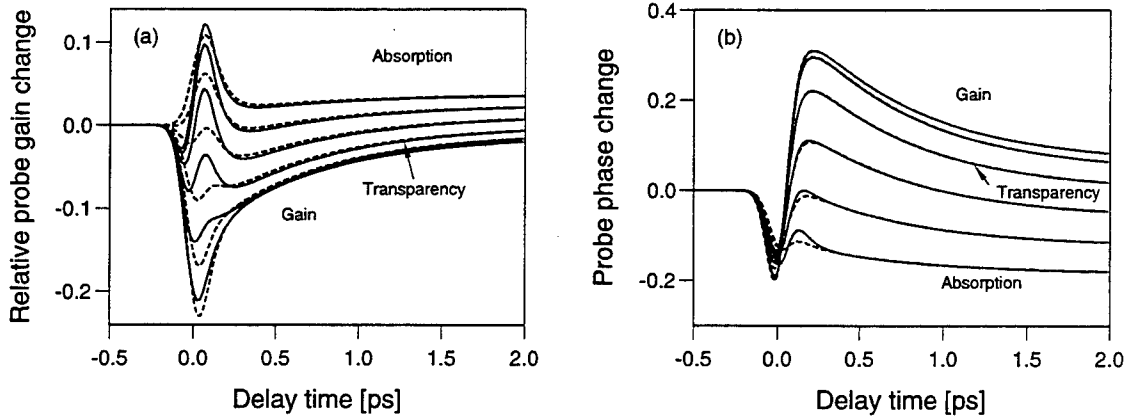 (a)
Absorption
Transparency
Gain
0.1
0.0
-0.1
-0.2
Relative probe gain change
-0.5
0.0
0.5
1.0
1.5
2.0
Delay time [ps]
(b)
Gain
Transparency
Absorption
0.4
0.2
0.0
-0.2
Probe phase change
-0.5
0.0
0.5
1.0
1.5
2.0
Delay time [ps]